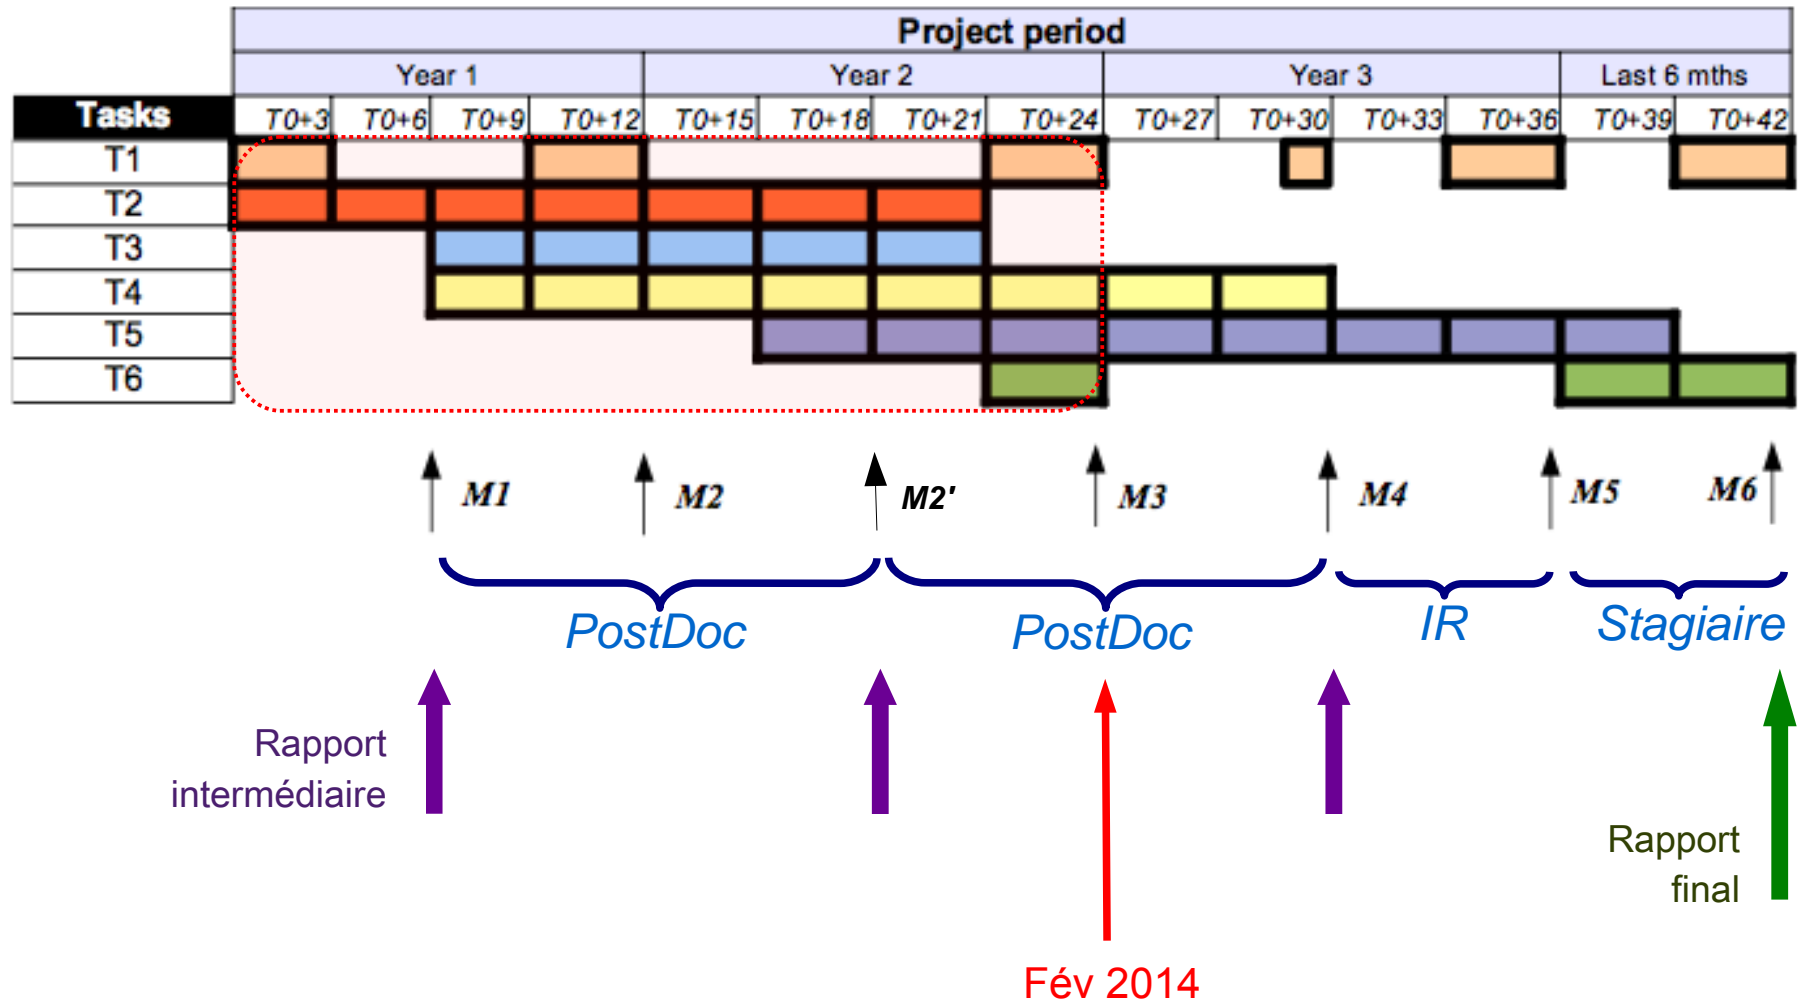 Project period
Year 1 Year 2 Year 3 Last 6 mths
Tasks T0+3 T0+6 T0+9 T0+12 T0+15 T0+18 T0+21 T0+24 T0+27 T0+30 T0+33 T0+36 T0+39 T0+42
T1
T2
T3
T4
T5
T6
M1 M2 M2' M3 M4 M5 M6
PostDoc PostDoc IR Stagiaire
Rapport
intermédiaire
Rapport
final
Fév 2014